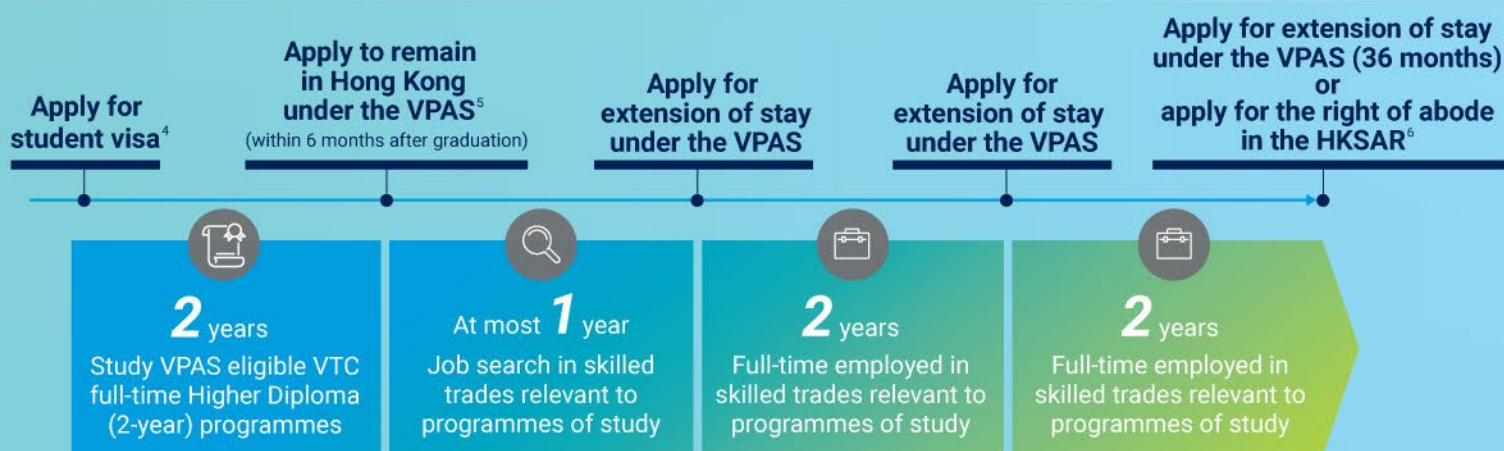 Apply for
student visa⁴
Apply to remain
in Hong Kong
under the VPAS⁵
(within 6 months after graduation)
Apply for
extension of stay
under the VPAS
Apply for
extension of stay
under the VPAS
Apply for extension of stay
under the VPAS (36 months)
or
apply for the right of abode
in the HKSAR⁶
2 years
Study VPAS eligible VTC
full-time Higher Diploma
(2-year) programmes
At most 1 year
Job search in skilled
trades relevant to
programmes of study
2 years
Full-time employed in
skilled trades relevant to
programmes of study
2 years
Full-time employed in
skilled trades relevant to
programmes of study